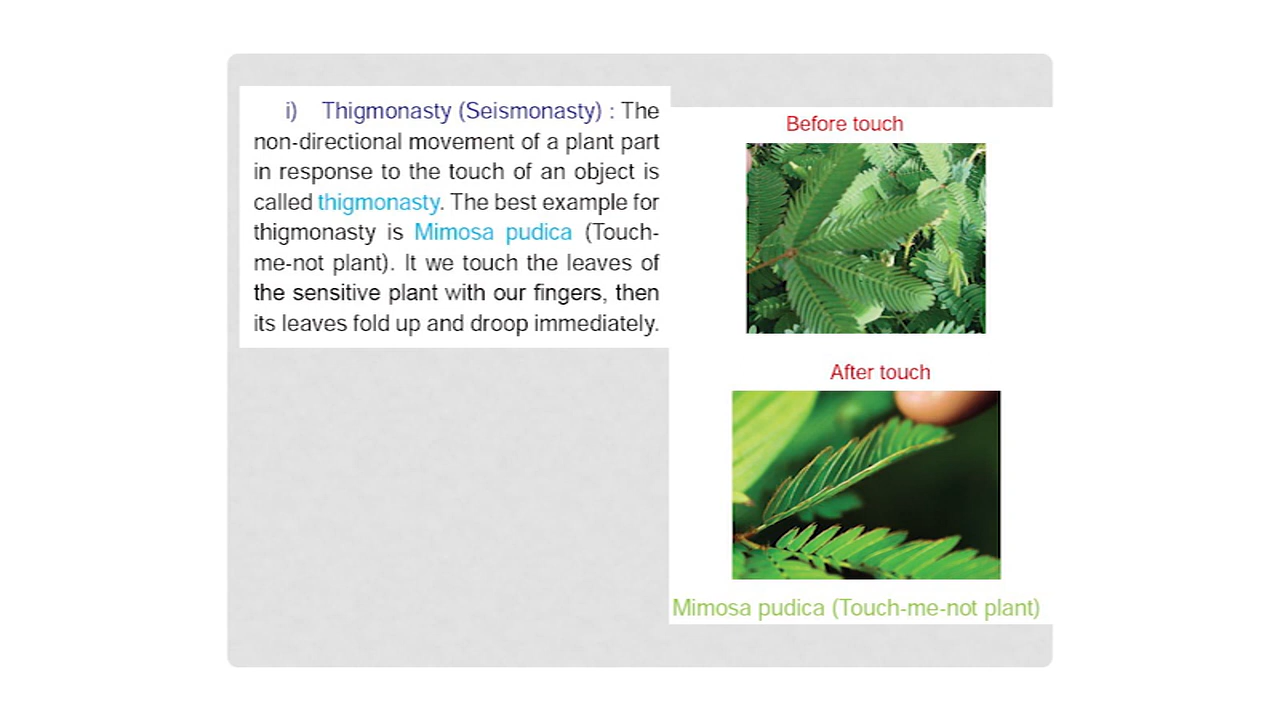 i) Thigmonasty (Seismonasty) : The
non-directional movement of a plant part
in response to the touch of an object is
called thigmonasty. The best example for
thigmonasty is Mimosa pudica (Touch-
me-not plant). It we touch the leaves of
the sensitive plant with our fingers, then
its leaves fold up and droop immediately.
Before touch
After touch
Mimosa pudica (Touch-me-not plant)